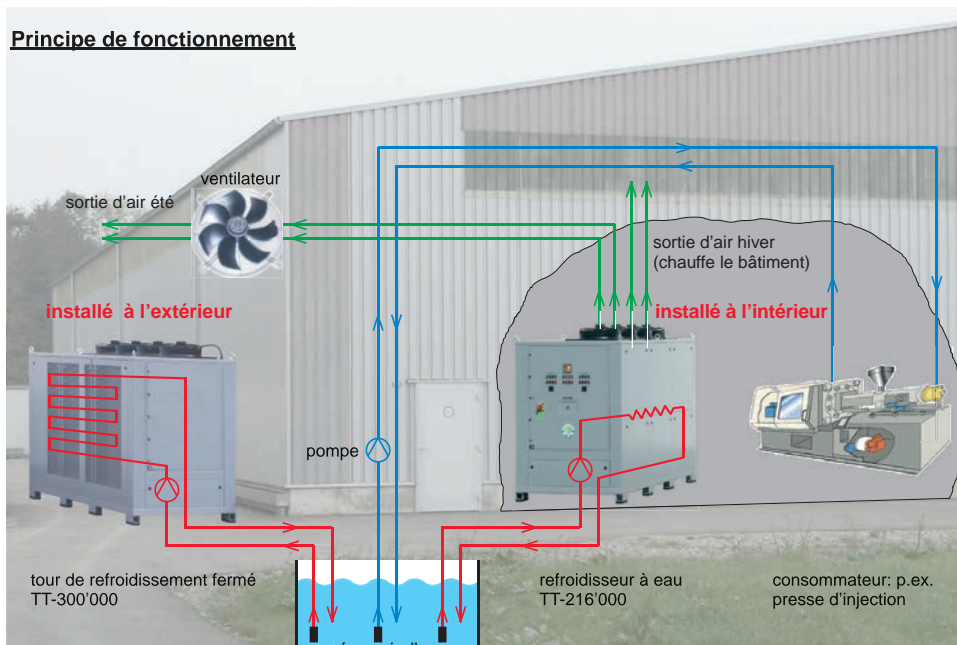 Principe de fonctionnement
ventilateur
sortie d'air été
sortie d'air hiver
(chauffe le bâtiment)
installé à l'extérieur
installé à l'intérieur
pompe
tour de refroidissement fermé
TT-300'000
refroidisseur à eau
TT-216'000
consommateur: p.ex.
presse d'injection